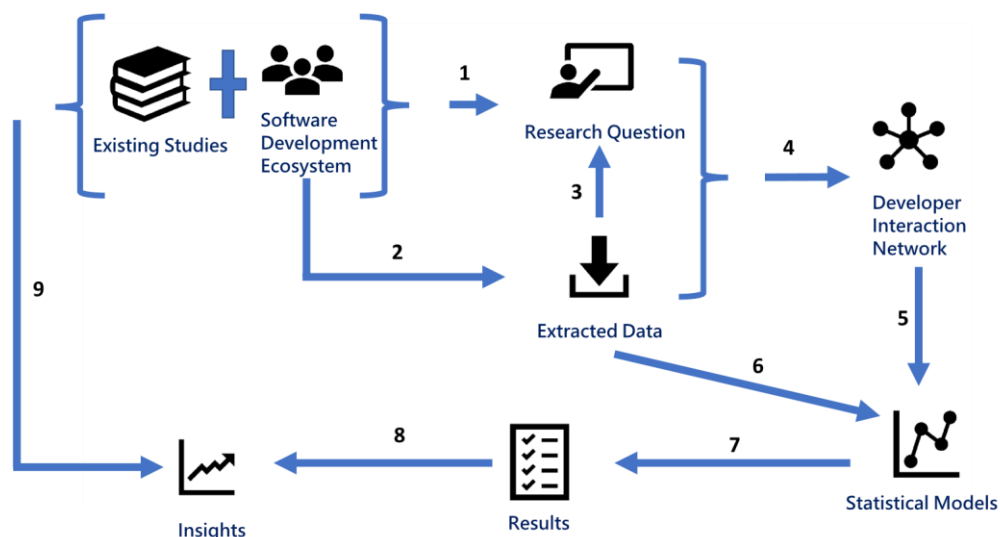 1
Existing Studies
Software
Development
Ecosystem
Research Question
2
3
4
Developer
Interaction
Network
Extracted Data
9
5
6
7
8
Insights
Results
Statistical Models